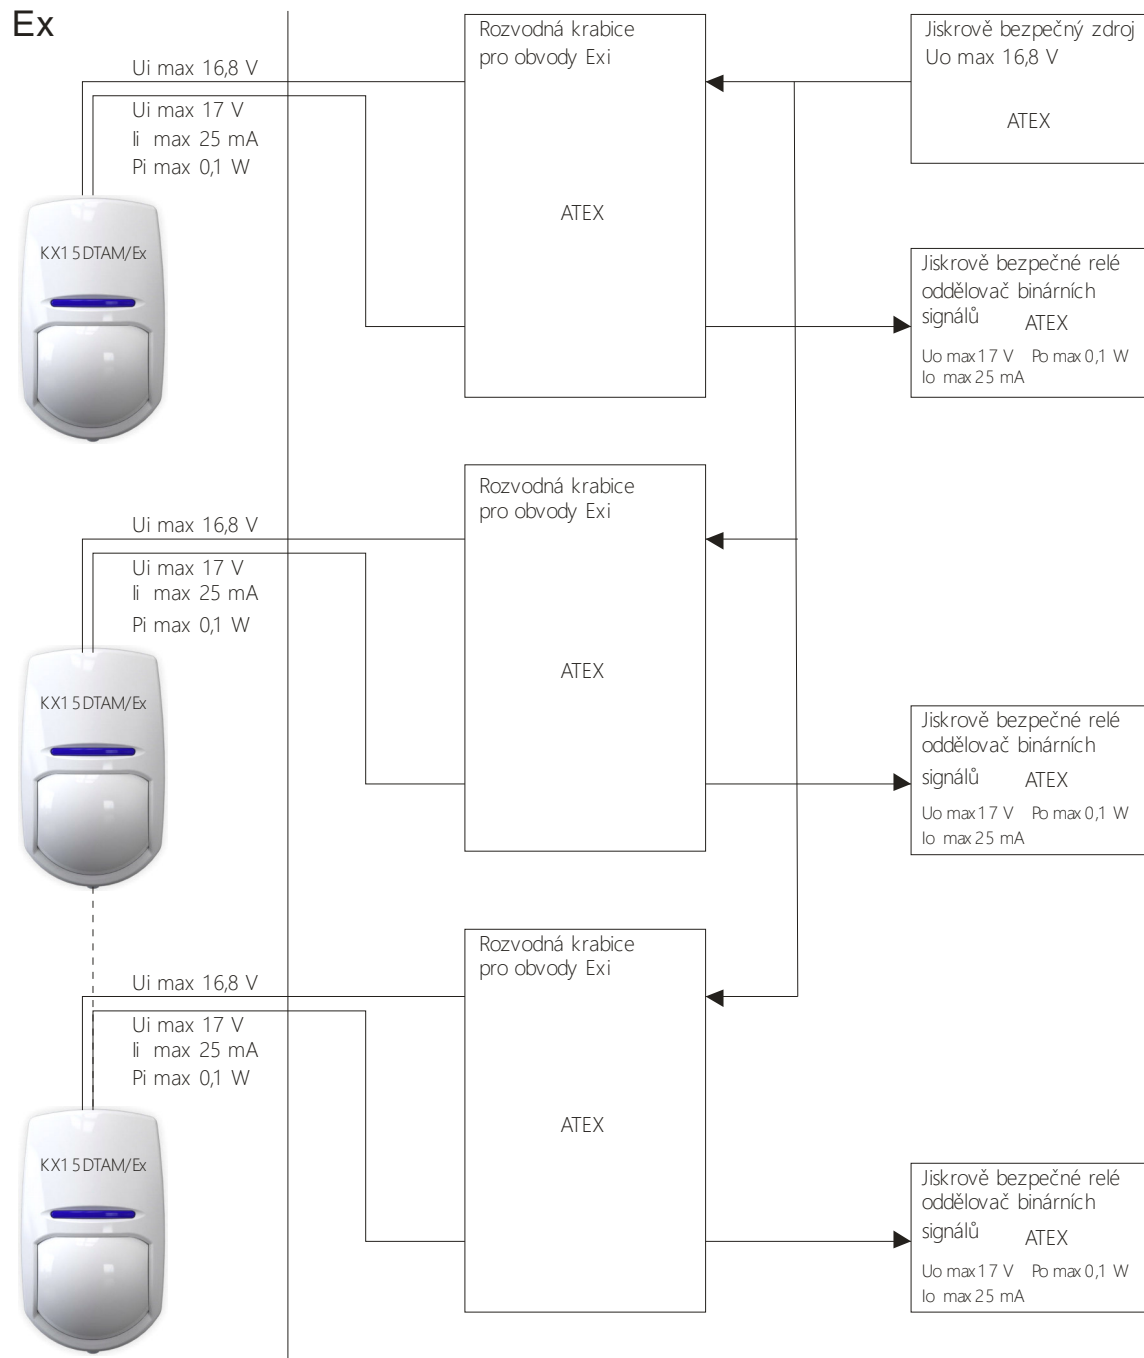 Ex
Ui max 16,8 V
Ui max 17 V
Ii max 25 mA
Pi max 0,1 W
KX15DTAM/Ex
Rozvodná krabice
pro obvody Exi
ATEX
Jiskrově bezpečný zdroj
Uo max 16,8 V
ATEX
Jiskrově bezpečné relé
oddělovač binárních
signálů ATEX
Uo max 17 V Po max 0,1 W
Io max 25 mA
Ui max 16,8 V
Ui max 17 V
Ii max 25 mA
Pi max 0,1 W
KX15DTAM/Ex
Rozvodná krabice
pro obvody Exi
ATEX
Jiskrově bezpečné relé
oddělovač binárních
signálů ATEX
Uo max 17 V Po max 0,1 W
Io max 25 mA
Ui max 16,8 V
Ui max 17 V
Ii max 25 mA
Pi max 0,1 W
KX15DTAM/Ex
Rozvodná krabice
pro obvody Exi
ATEX
Jiskrově bezpečné relé
oddělovač binárních
signálů ATEX
Uo max 17 V Po max 0,1 W
Io max 25 mA